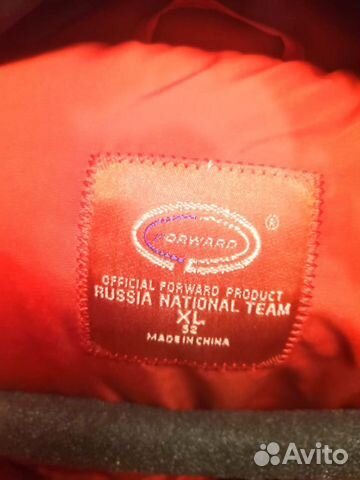 FORWARD ®
OFFICIAL FORWARD PRODUCT
RUSSIA NATIONAL TEAM
XL
52
MADE IN CHINA
Avito